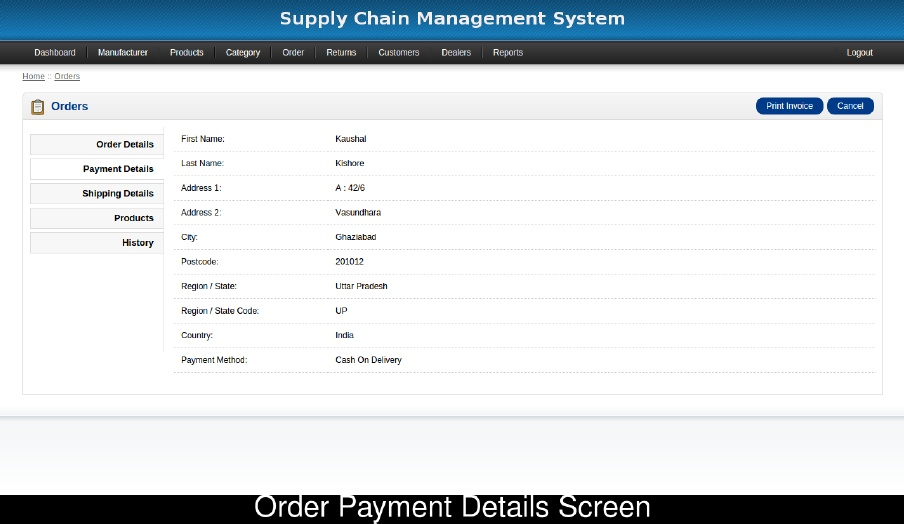 Supply Chain Management System
Dashboard Manufacturer Products Category Order Returns Customers Dealers Reports Logout
Home :: Orders
Orders Print Invoice Cancel
Order Details
Payment Details
Shipping Details
Products
History
First Name: Kaushal
Last Name: Kishore
Address 1: A : 42/6
Address 2: Vasundhara
City: Ghaziabad
Postcode: 201012
Region / State: Uttar Pradesh
Region / State Code: UP
Country: India
Payment Method: Cash On Delivery
Order Payment Details Screen